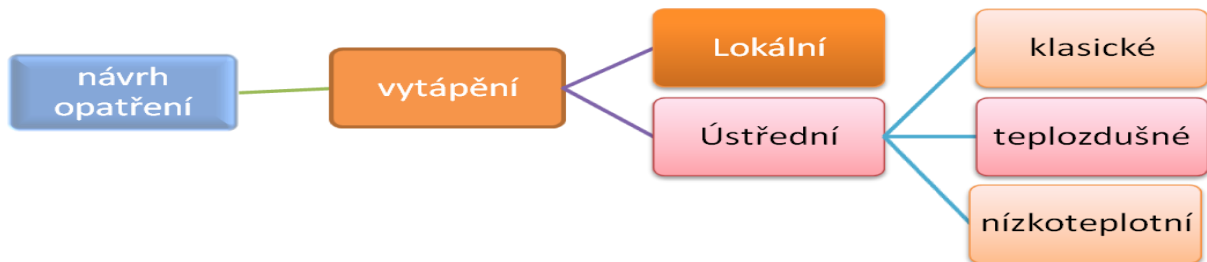 návrh
opatření
vytápění
Lokální
Ústřední
klasické
teplozdušné
nízkoteplotní